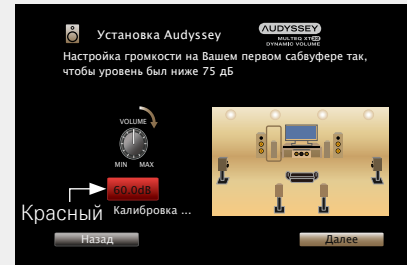 Установка Audyssey
AUDYSSEY
MULTEQ XT32
DYNAMIC VOLUME
Настройка громкости на Вашем первом сабвуфере так,
чтобы уровень был ниже 75 дБ
VOLUME
MIN MAX
60.0dB
Красный
Калибровка ...
Назад
Далее